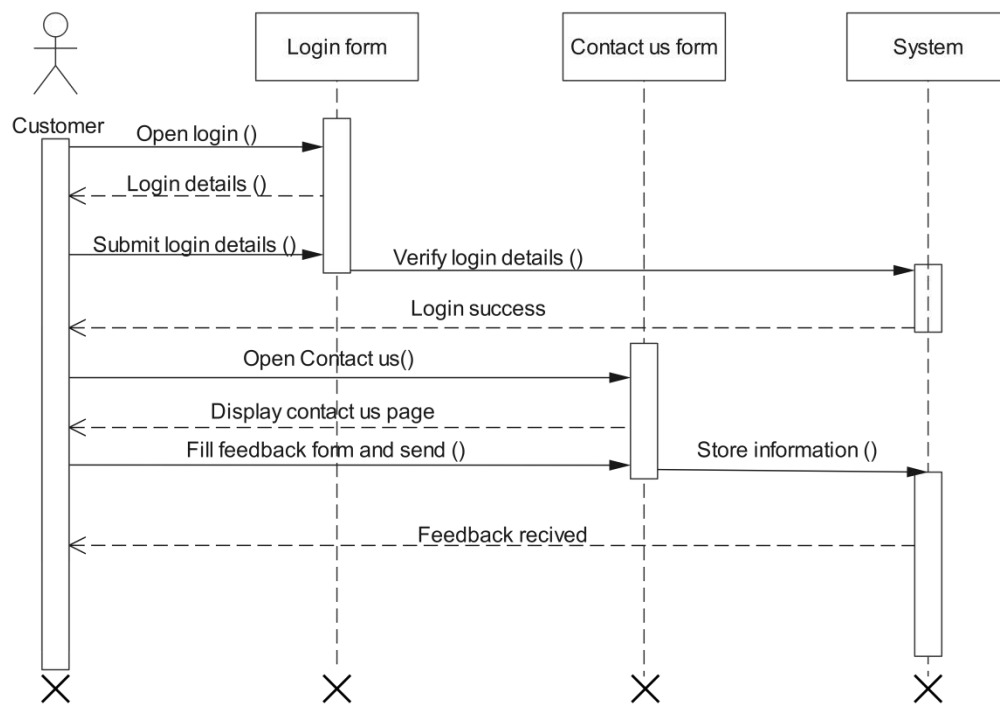 Login form
Contact us form
System
Customer
Open login ()
Login details ()
Submit login details ()
Verify login details ()
Login success
Open Contact us()
Display contact us page
Fill feedback form and send ()
Store information ()
Feedback recived